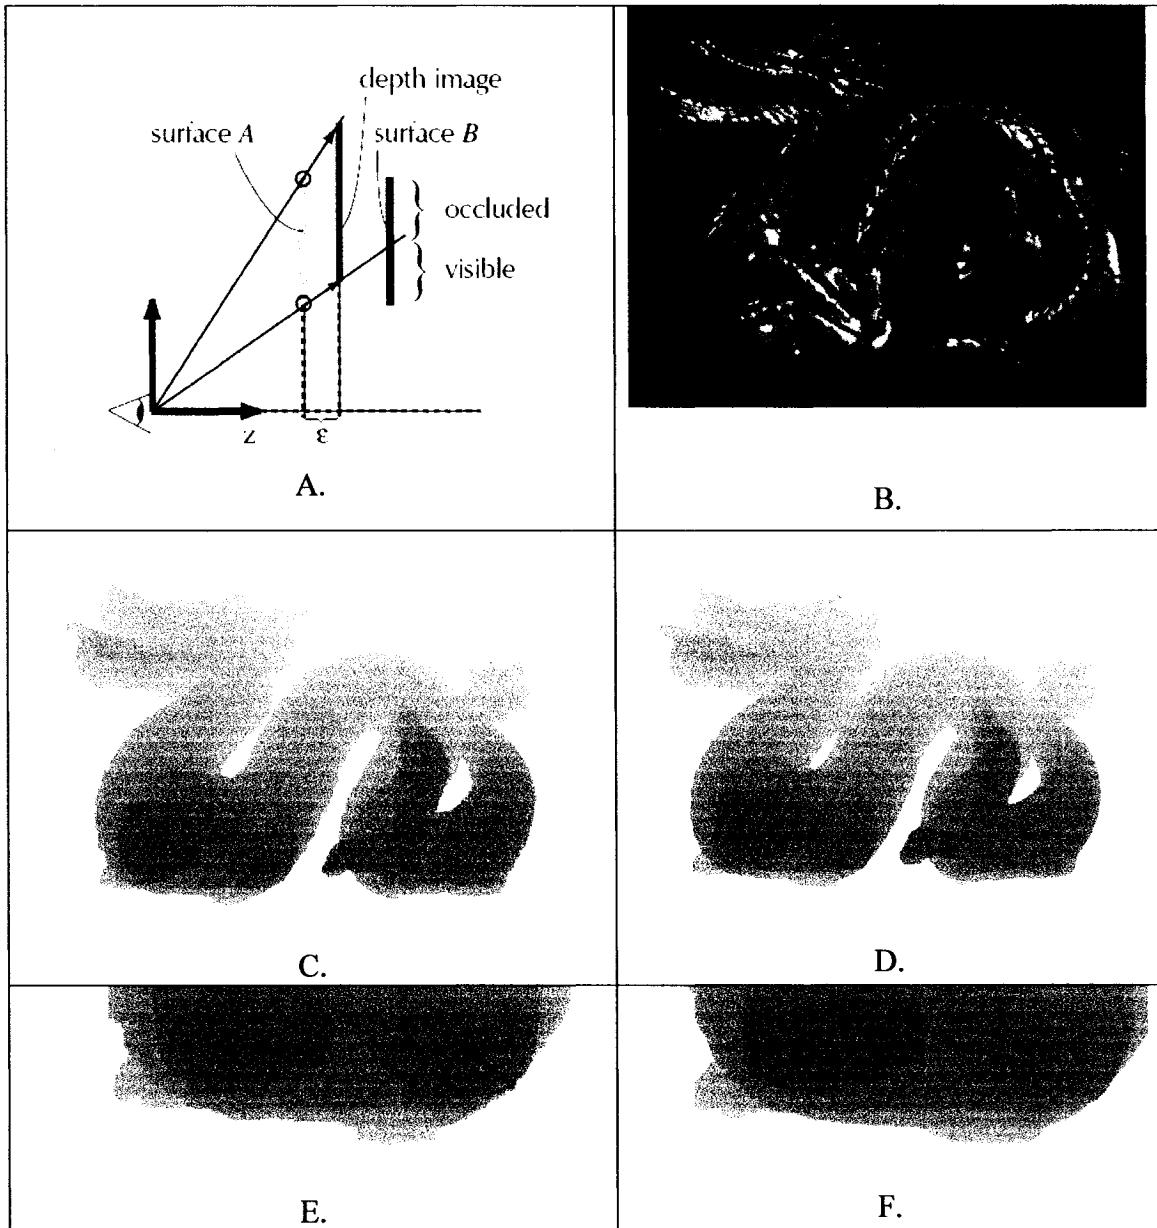 depth image
surface A
surface B
occluded
visible
z
ε
A.
B.
C.
D.
E.
F.